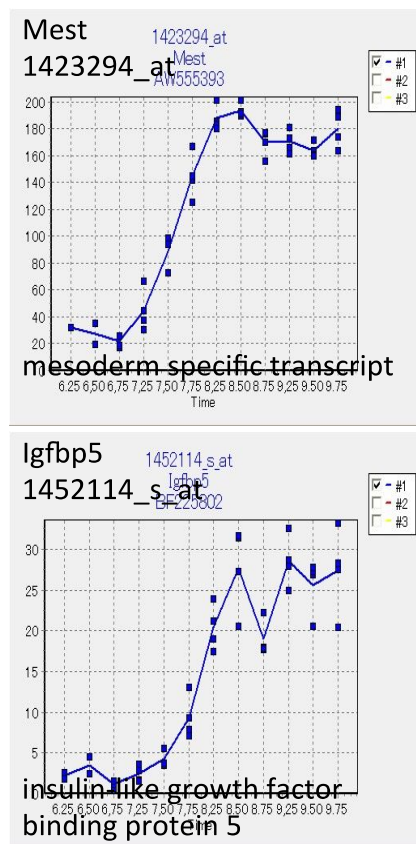 Mest
1423294_at
1423294_at
Mest
AW555393
#1
#2
#3
200
180
160
140
120
100
80
60
40
20
0
mesoderm specific transcript
6.25 6,50 6,75 7,25 7,50 7,75 8,25 8.50 8.75 9,25 9.50 9.75
Time
Igfbp5
1452114_s_at
1452114_s_at
Igfbp5
BF225802
#1
#2
#3
30
25
20
15
10
5
0
insulin-like growth factor
6.25 6,50 6,75 7,25 7,50 7,75 8,25 8.50 8.75 9,25 9.50 9.75
binding protein 5
Time